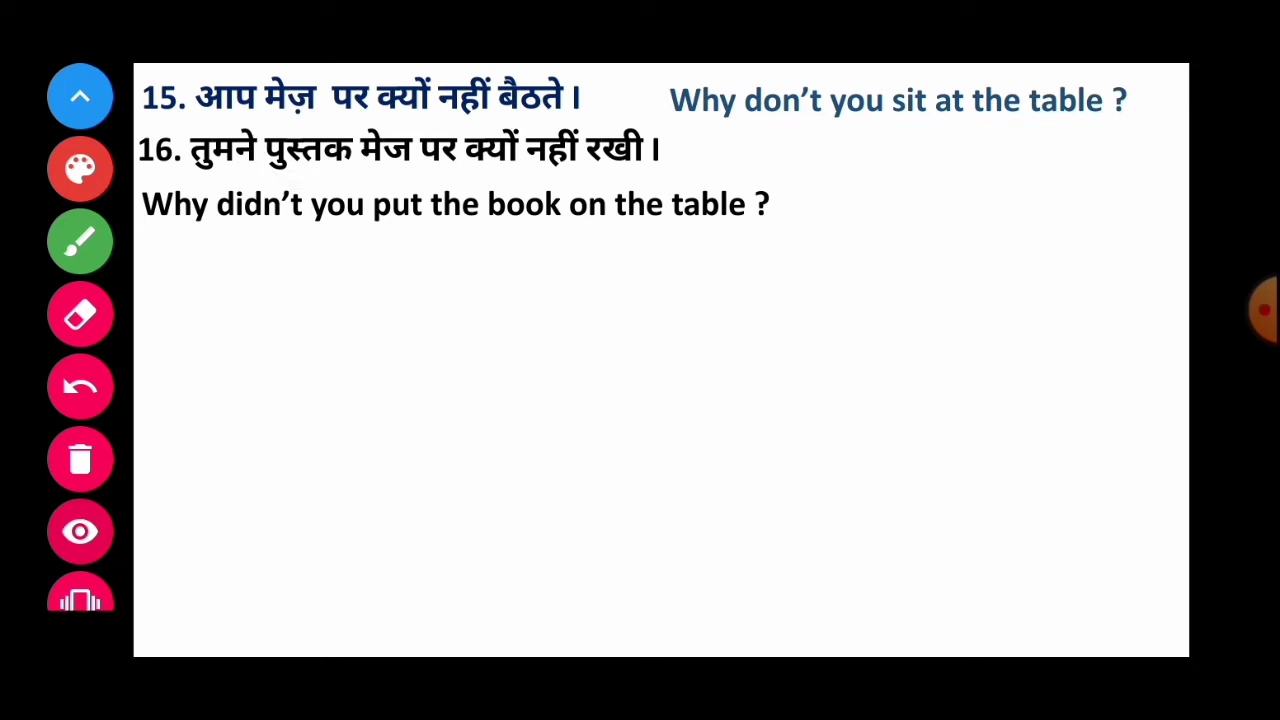 15. आप मेज़ पर क्यों नहीं बैठते I Why don’t you sit at the table ?
16. तुमने पुस्तक मेज पर क्यों नहीं रखी I
Why didn’t you put the book on the table ?